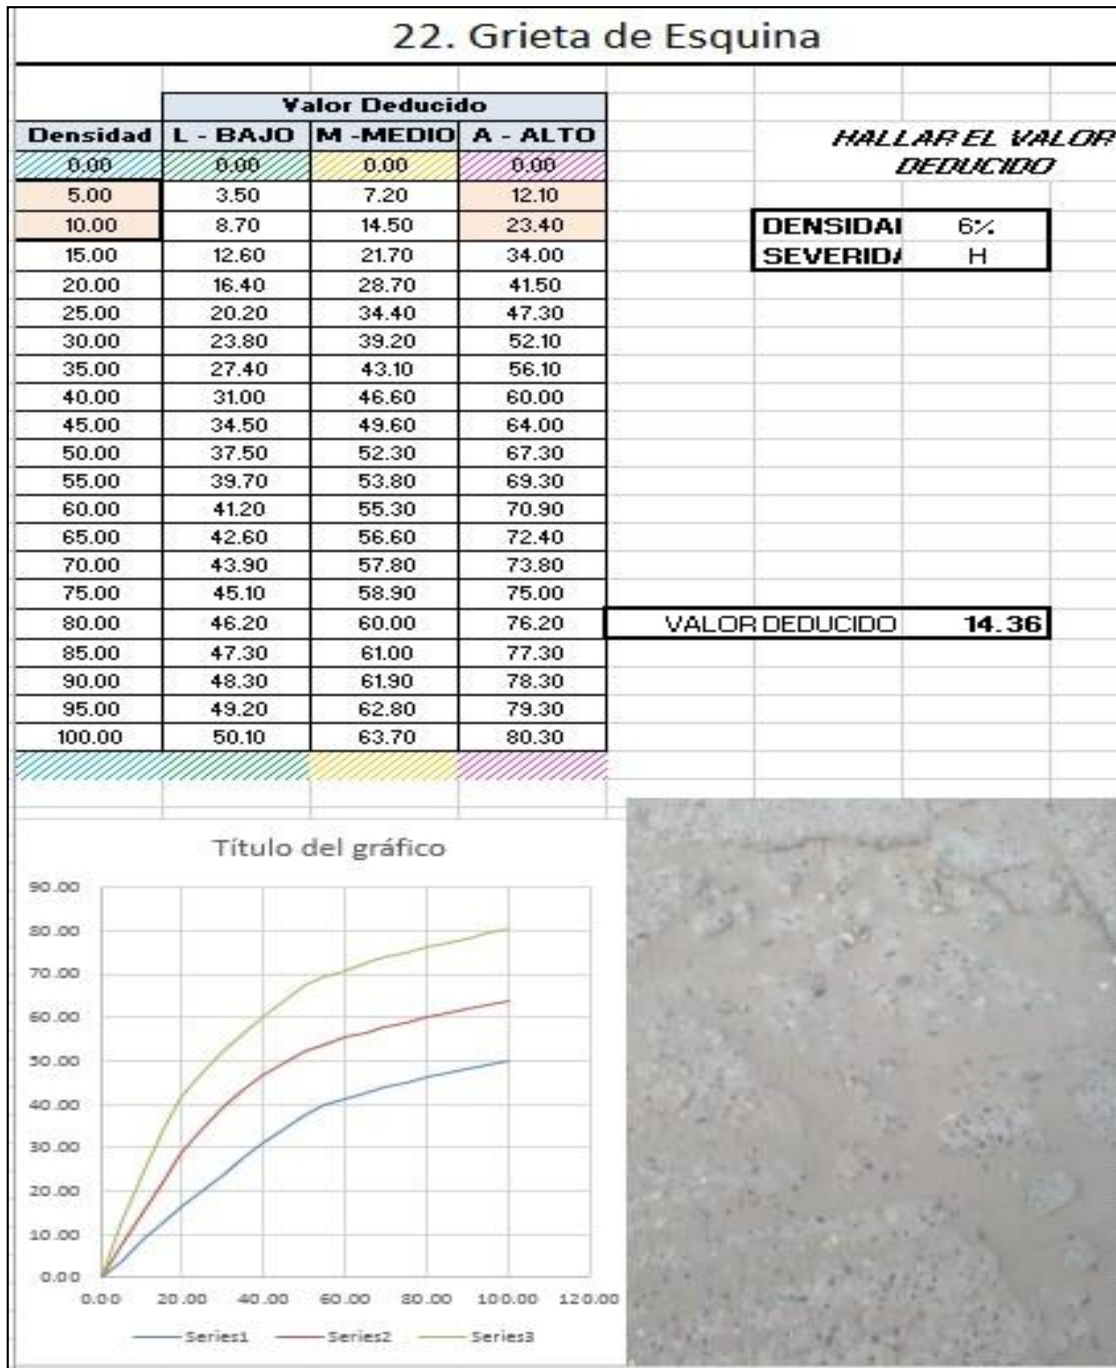 22. Grieta de Esquina
Valor Deducido
Densidad L - BAJO M -MEDIO A - ALTO
0.00 0.00 0.00 0.00
5.00 3.50 7.20 12.10
10.00 8.70 14.50 23.40
15.00 12.60 21.70 34.00
20.00 16.40 28.70 41.50
25.00 20.20 34.40 47.30
30.00 23.80 39.20 52.10
35.00 27.40 43.10 56.10
40.00 31.00 46.60 60.00
45.00 34.50 49.60 64.00
50.00 37.50 52.30 67.30
55.00 39.70 53.80 69.30
60.00 41.20 55.30 70.90
65.00 42.60 56.60 72.40
70.00 43.90 57.80 73.80
75.00 45.10 58.90 75.00
80.00 46.20 60.00 76.20
85.00 47.30 61.00 77.30
90.00 48.30 61.90 78.30
95.00 49.20 62.80 79.30
100.00 50.10 63.70 80.30
HALLAR EL VALOR
DEDUCIDO
DENSIDAI 6%
SEVERIDA H
VALOR DEDUCIDO 14.36
Título del gráfico
90.00
80.00
70.00
60.00
50.00
40.00
30.00
20.00
10.00
0.00
0.00 20.00 40.00 60.00 80.00 100.00 120.00
Series1 Series2 Series3